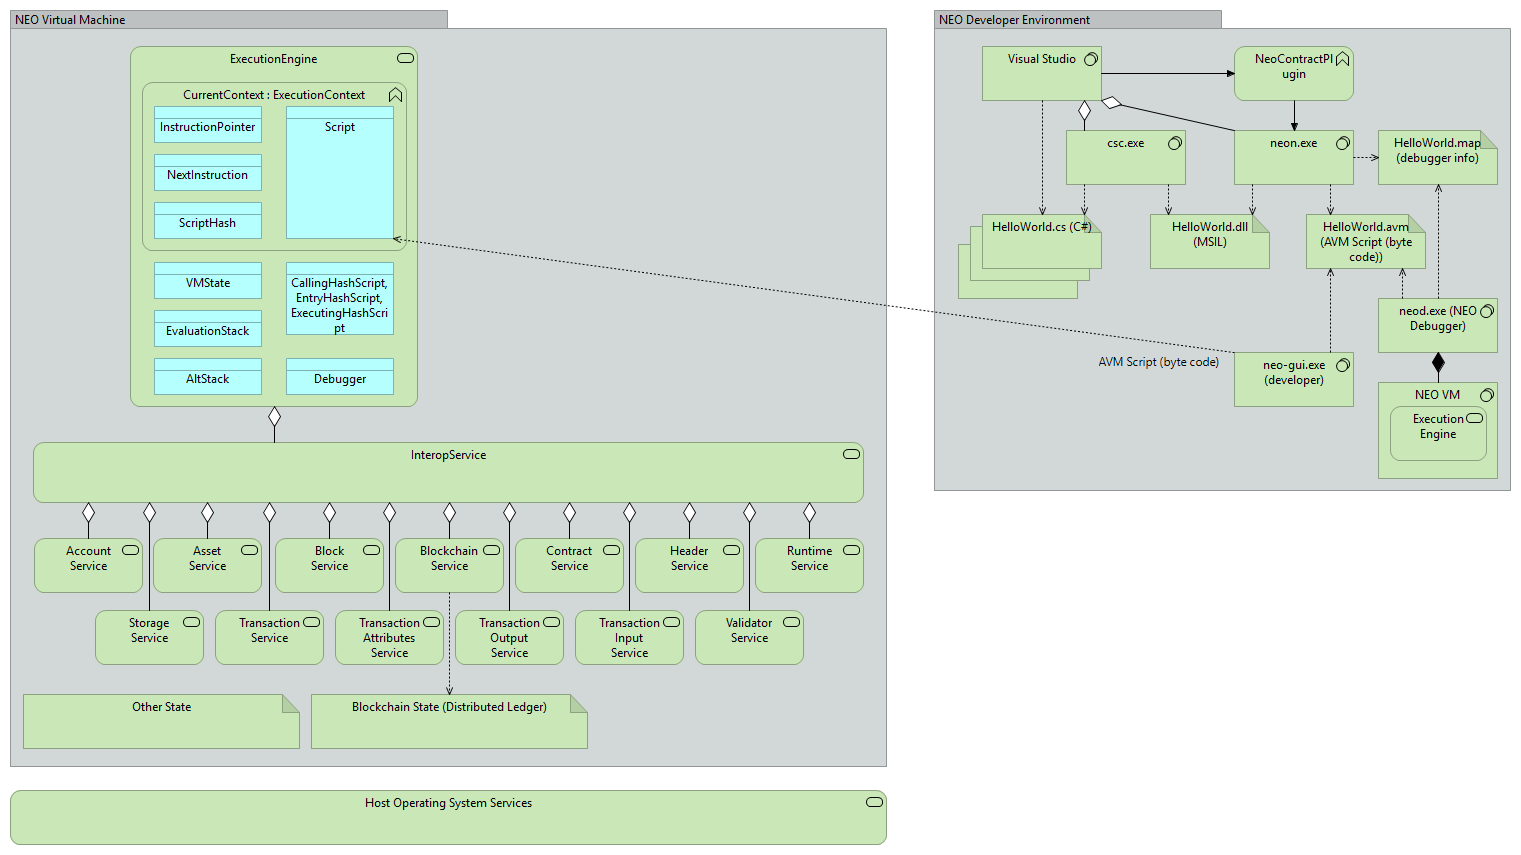 NEO Virtual Machine
ExecutionEngine
CurrentContext : ExecutionContext
InstructionPointer
Script
NextInstruction
ScriptHash
VMState
CallingHashScript,
EntryHashScript,
ExecutingHashScri
pt
EvaluationStack
AltStack
Debugger
InteropService
Account
Service
Asset
Service
Block
Service
Blockchain
Service
Contract
Service
Header
Service
Runtime
Service
Storage
Service
Transaction
Service
Transaction
Attributes
Service
Transaction
Output
Service
Transaction
Input
Service
Validator
Service
Other State
Blockchain State (Distributed Ledger)
Host Operating System Services
NEO Developer Environment
Visual Studio
NeoContractPl
ugin
csc.exe
neon.exe
HelloWorld.map
(debugger info)
HelloWorld.cs (C#)
HelloWorld.dll
(MSIL)
HelloWorld.avm
(AVM Script (byte
code))
neod.exe (NEO
Debugger)
AVM Script (byte code)
neo-gui.exe
(developer)
NEO VM
Execution
Engine